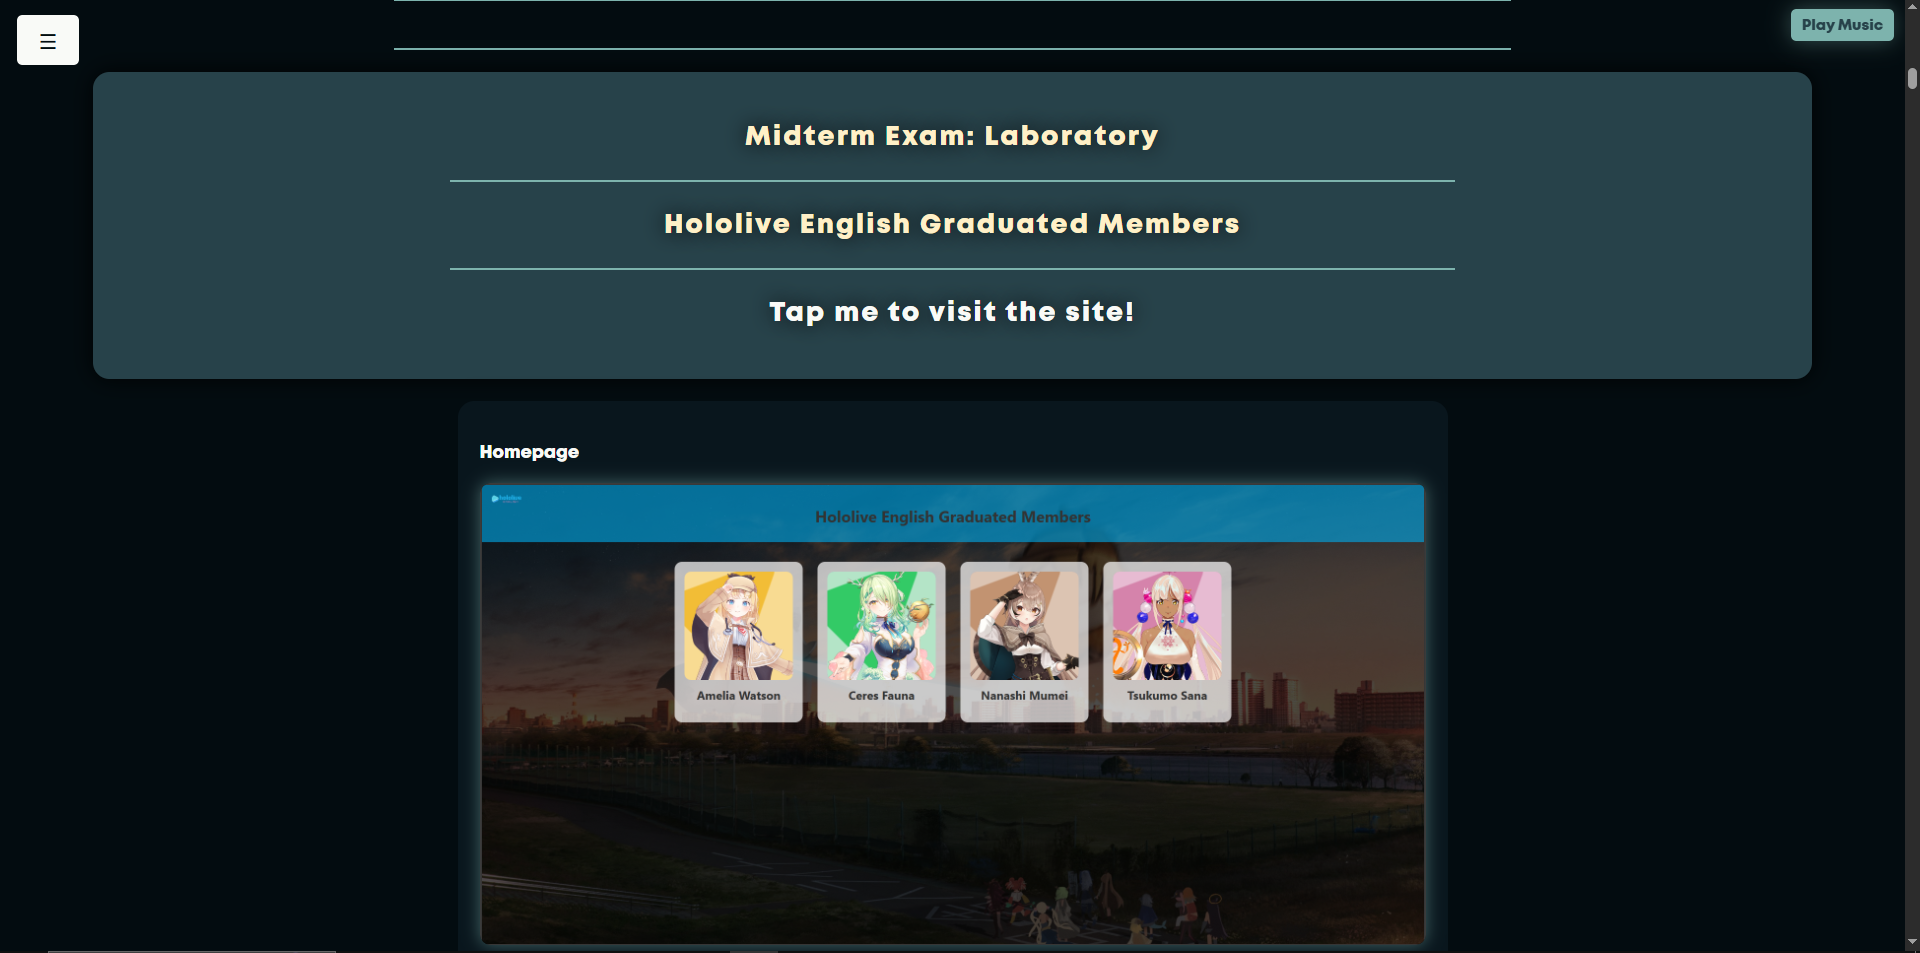 ☰
Play Music
Midterm Exam: Laboratory
Hololive English Graduated Members
Tap me to visit the site!
Homepage
hololive
Hololive English Graduated Members
Amelia Watson
Ceres Fauna
Nanashi Mumei
Tsukumo Sana